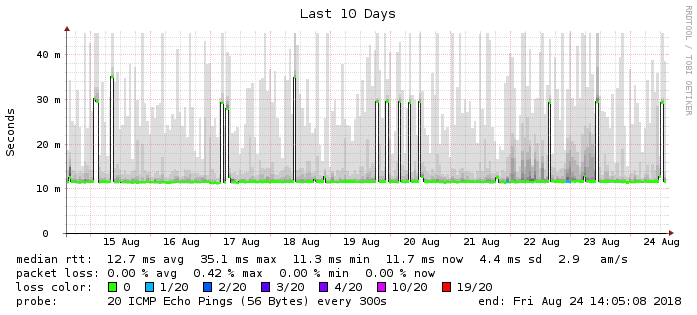 Last 10 Days
RRDTOOL / TOBI OETIKER
Seconds
40 m
30 m
20 m
10 m
0
15 Aug 16 Aug 17 Aug 18 Aug 19 Aug 20 Aug 21 Aug 22 Aug 23 Aug 24 Aug
median rtt: 12.7 ms avg 35.1 ms max 11.3 ms min 11.7 ms now 4.4 ms sd 2.9 am/s
packet loss: 0.00 % avg 0.42 % max 0.00 % min 0.00 % now
loss color: 0 1/20 2/20 3/20 4/20 10/20 19/20
probe: 20 ICMP Echo Pings (56 Bytes) every 300s end: Fri Aug 24 14:05:08 2018